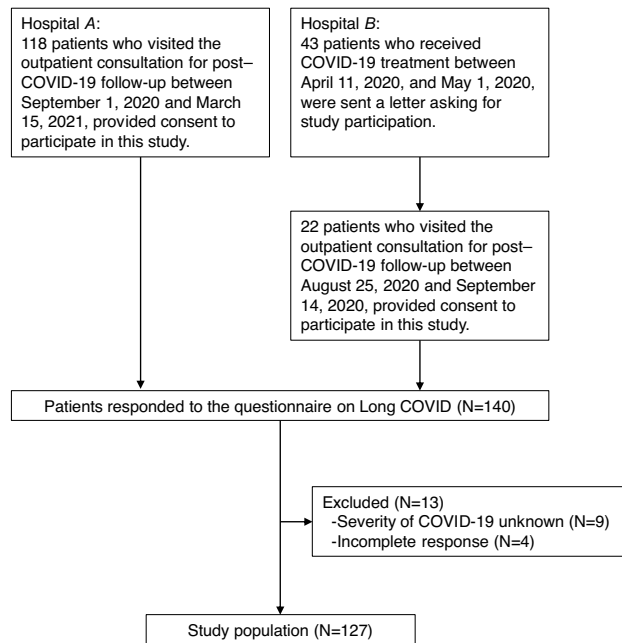 Hospital A:
118 patients who visited the
outpatient consultation for post–
COVID-19 follow-up between
September 1, 2020 and March
15, 2021, provided consent to
participate in this study.
Hospital B:
43 patients who received
COVID-19 treatment between
April 11, 2020, and May 1, 2020,
were sent a letter asking for
study participation.
22 patients who visited the
outpatient consultation for post–
COVID-19 follow-up between
August 25, 2020 and September
14, 2020, provided consent to
participate in this study.
Patients responded to the questionnaire on Long COVID (N=140)
Excluded (N=13)
-Severity of COVID-19 unknown (N=9)
-Incomplete response (N=4)
Study population (N=127)